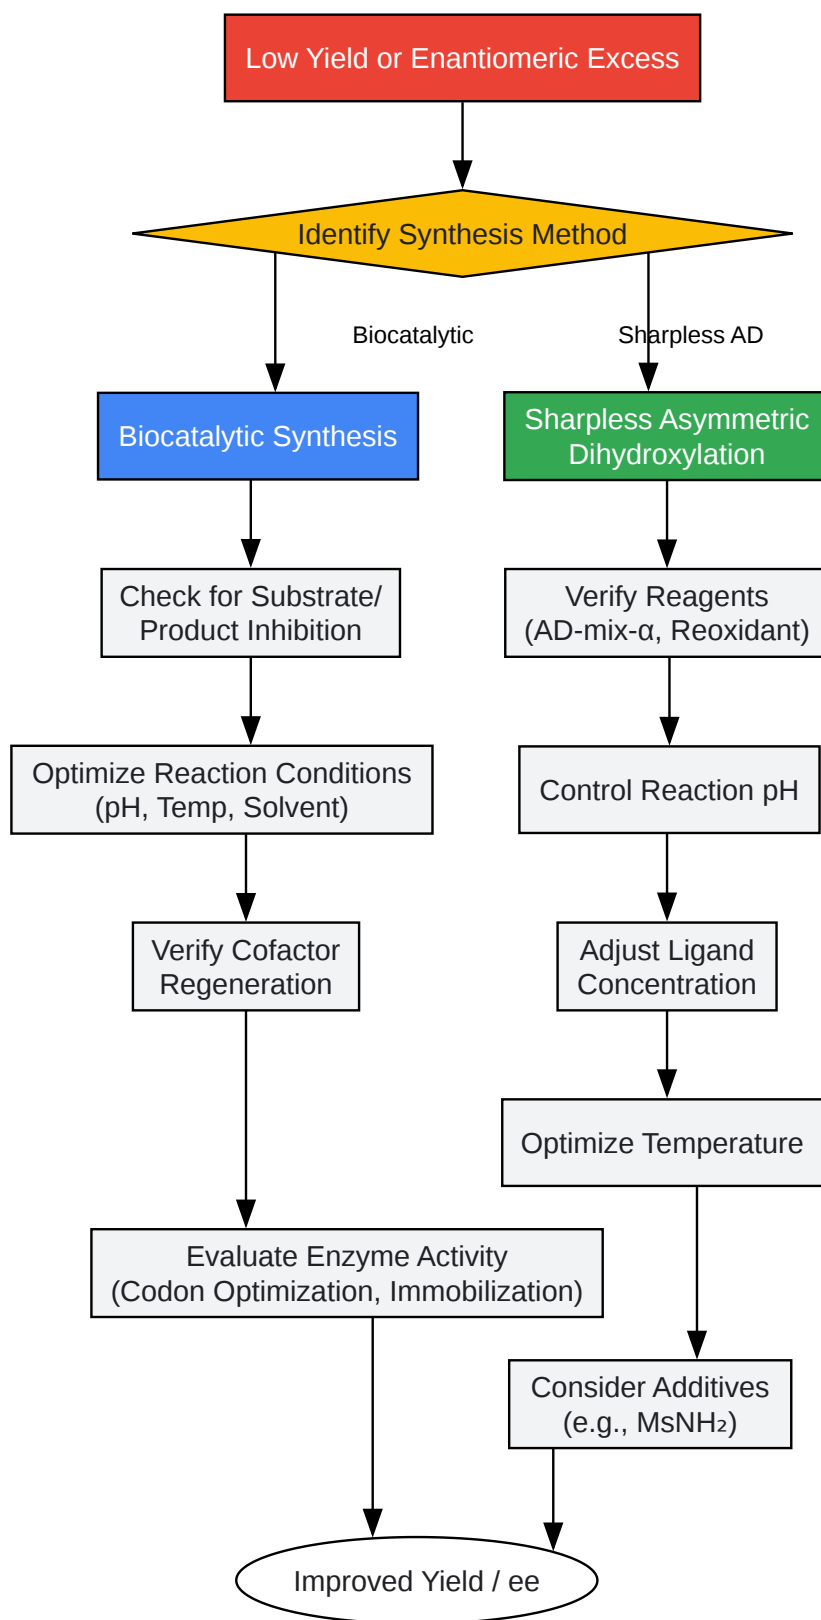 Low Yield or Enantiomeric Excess
Identify Synthesis Method
Biocatalytic
Sharpless AD
Biocatalytic Synthesis
Sharpless Asymmetric
Dihydroxylation
Check for Substrate/
Product Inhibition
Verify Reagents
(AD-mix-α, Reoxidant)
Optimize Reaction Conditions
(pH, Temp, Solvent)
Control Reaction pH
Verify Cofactor
Regeneration
Adjust Ligand
Concentration
Optimize Temperature
Evaluate Enzyme Activity
(Codon Optimization, Immobilization)
Consider Additives
(e.g., MsNH₂)
Improved Yield / ee